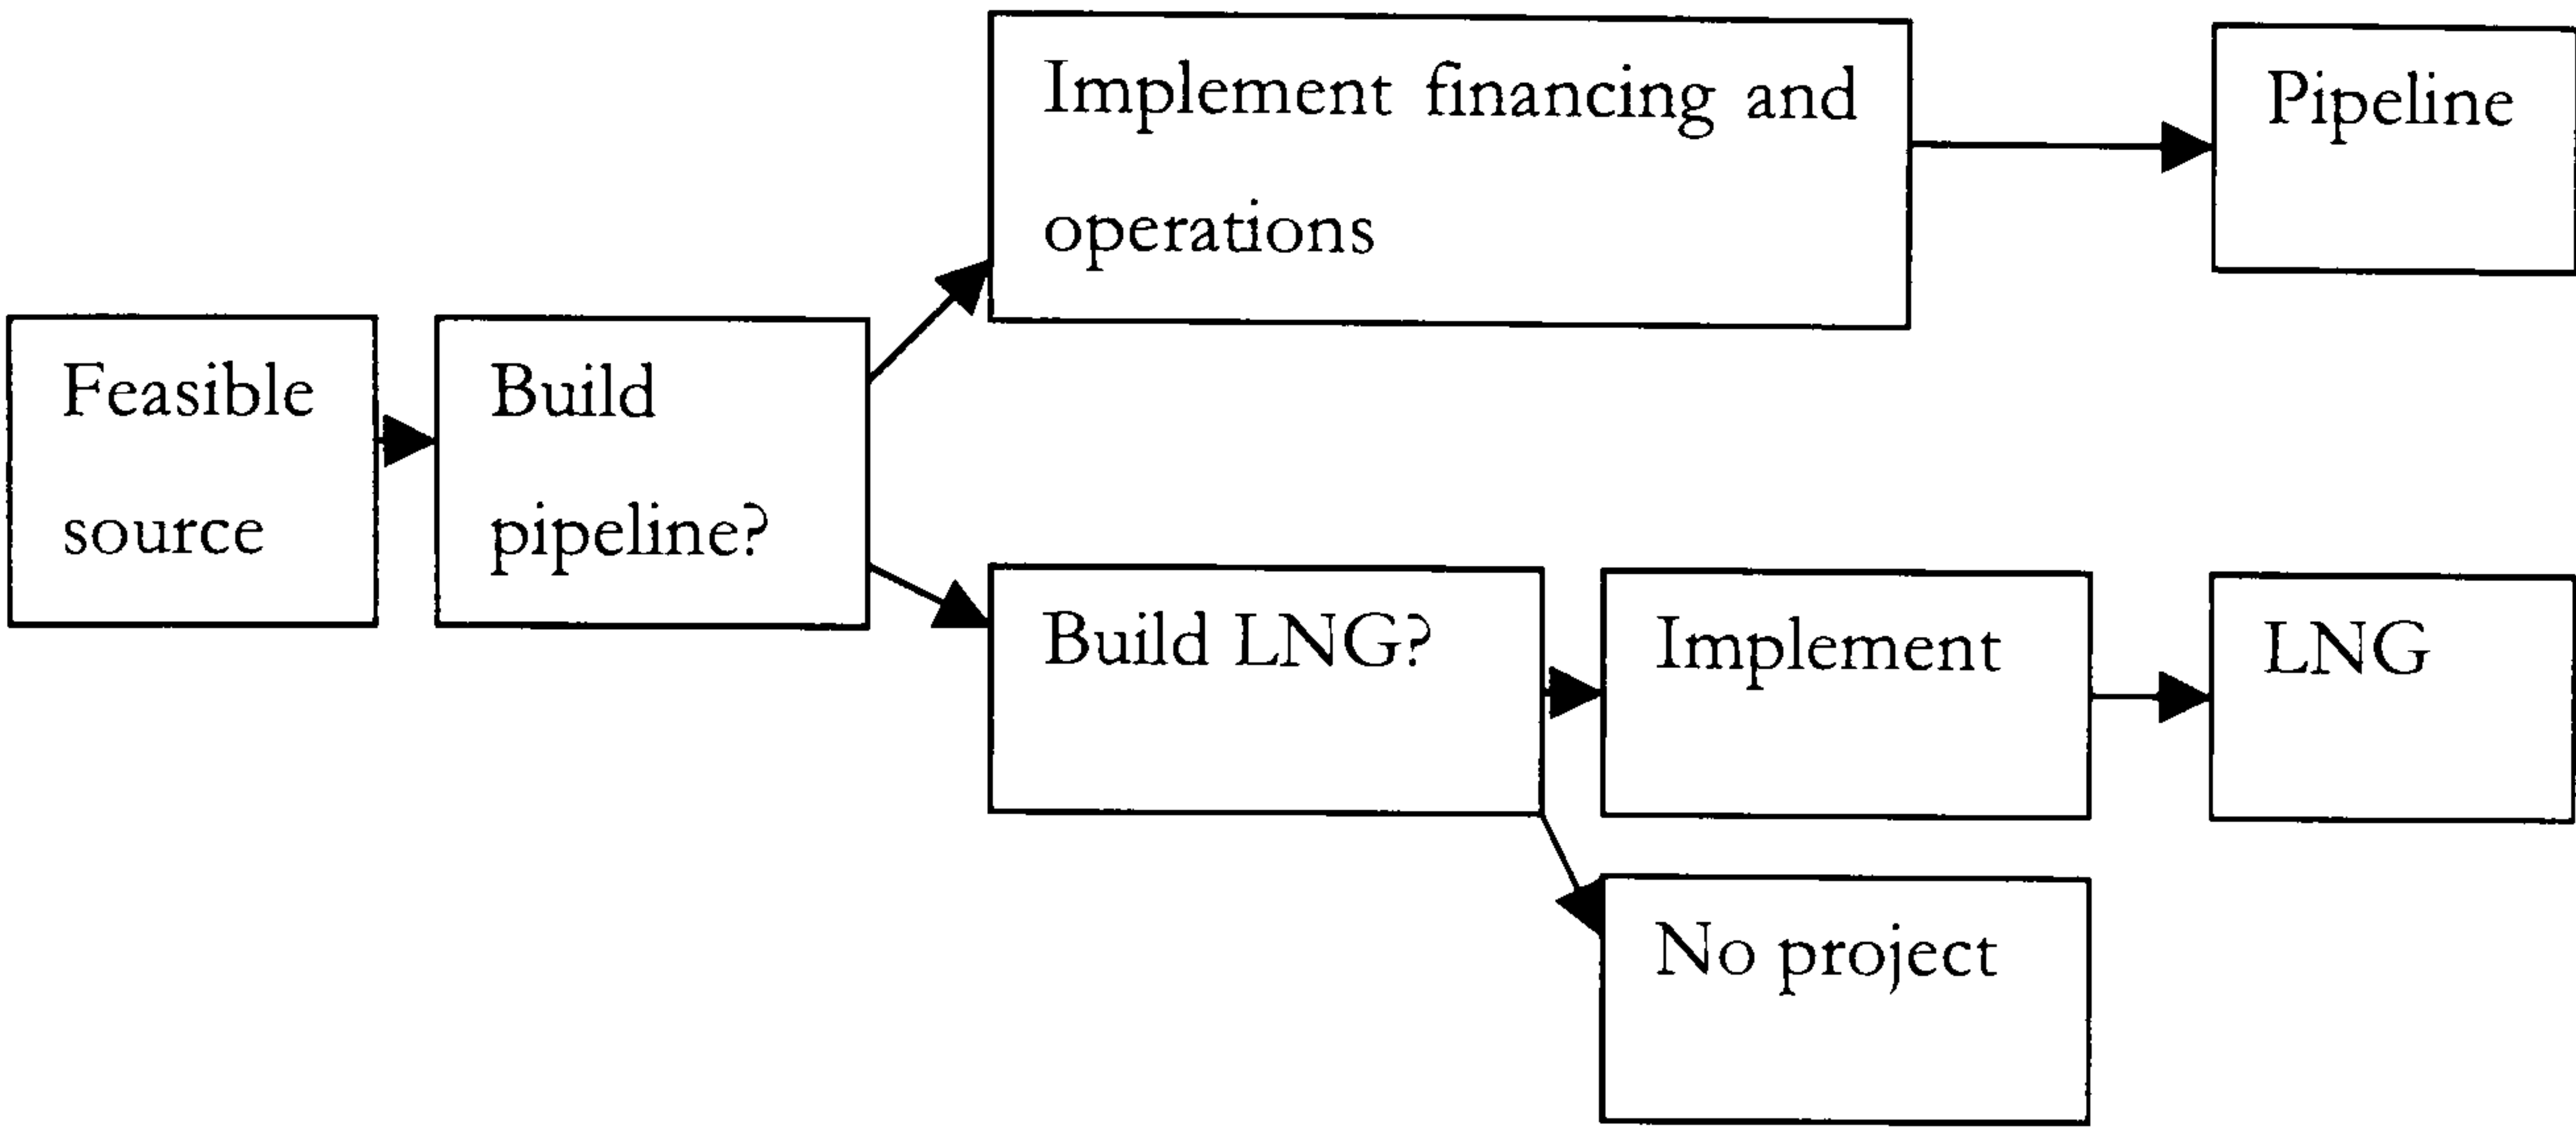 Implement financing and
operations
Pipeline
Feasible
source
Build
pipeline?
Build LNG?
Implement
LNG
No project